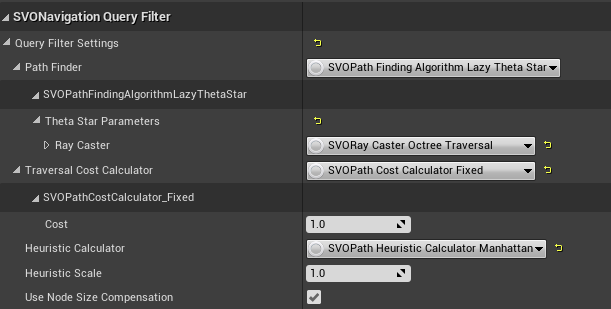 SVONavigation Query Filter
Query Filter Settings
Path Finder SVOPath Finding Algorithm Lazy Theta Star
SVOPathFindingAlgorithmLazyThetaStar
Theta Star Parameters
Ray Caster SVORay Caster Octree Traversal
Traversal Cost Calculator SVOPath Cost Calculator Fixed
SVOPathCostCalculator_Fixed
Cost 1.0
Heuristic Calculator SVOPath Heuristic Calculator Manhattan
Heuristic Scale 1.0
Use Node Size Compensation